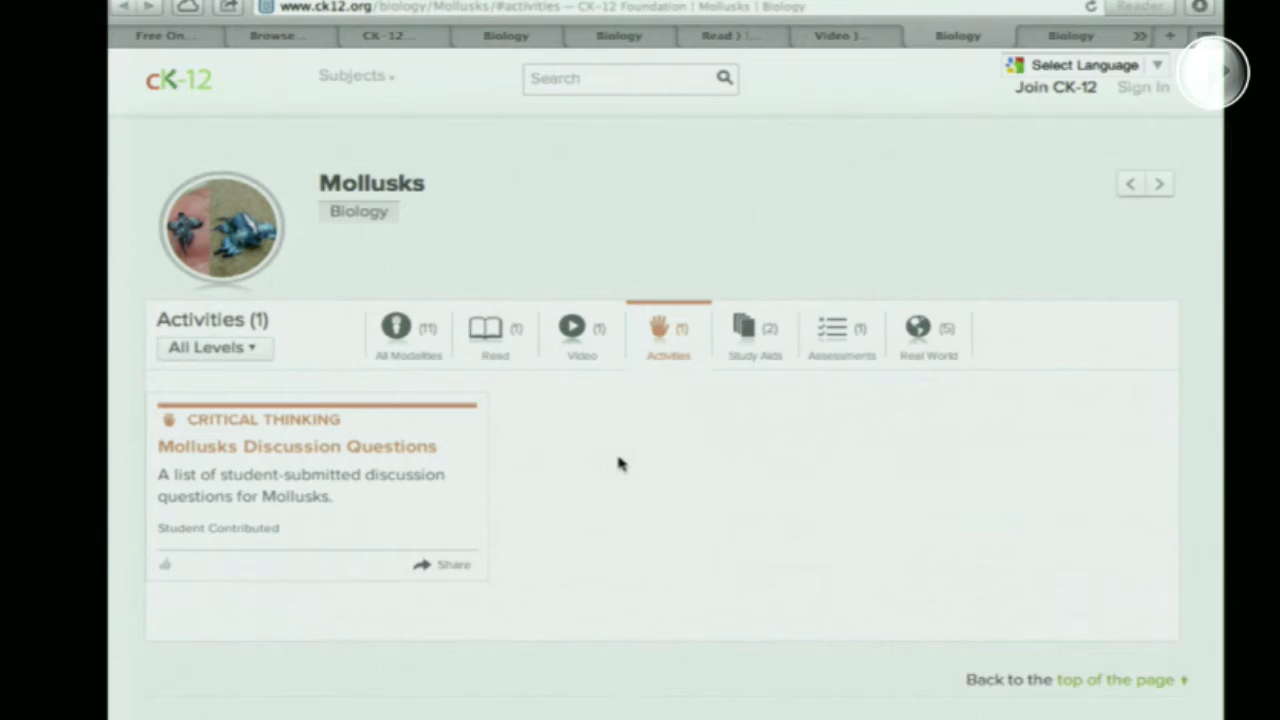 www.ck12.org/biology/Mollusks/#activities — CK-12 Foundation | Mollusks | Biology
Reader
Free On...
Browse...
CK-12...
Biology
Biology
Read ) |...
Video )...
Biology
Biology
cK-12
Subjects
Search
Select Language
Join CK-12
Sign In
Mollusks
Biology
Activities (1)
All Levels
(11)
All Modalities
(1)
Read
(1)
Video
(1)
Activities
(2)
Study Aids
(1)
Assessments
(5)
Real World
CRITICAL THINKING
Mollusks Discussion Questions
A list of student-submitted discussion
questions for Mollusks.
Student Contributed
Share
Back to the top of the page